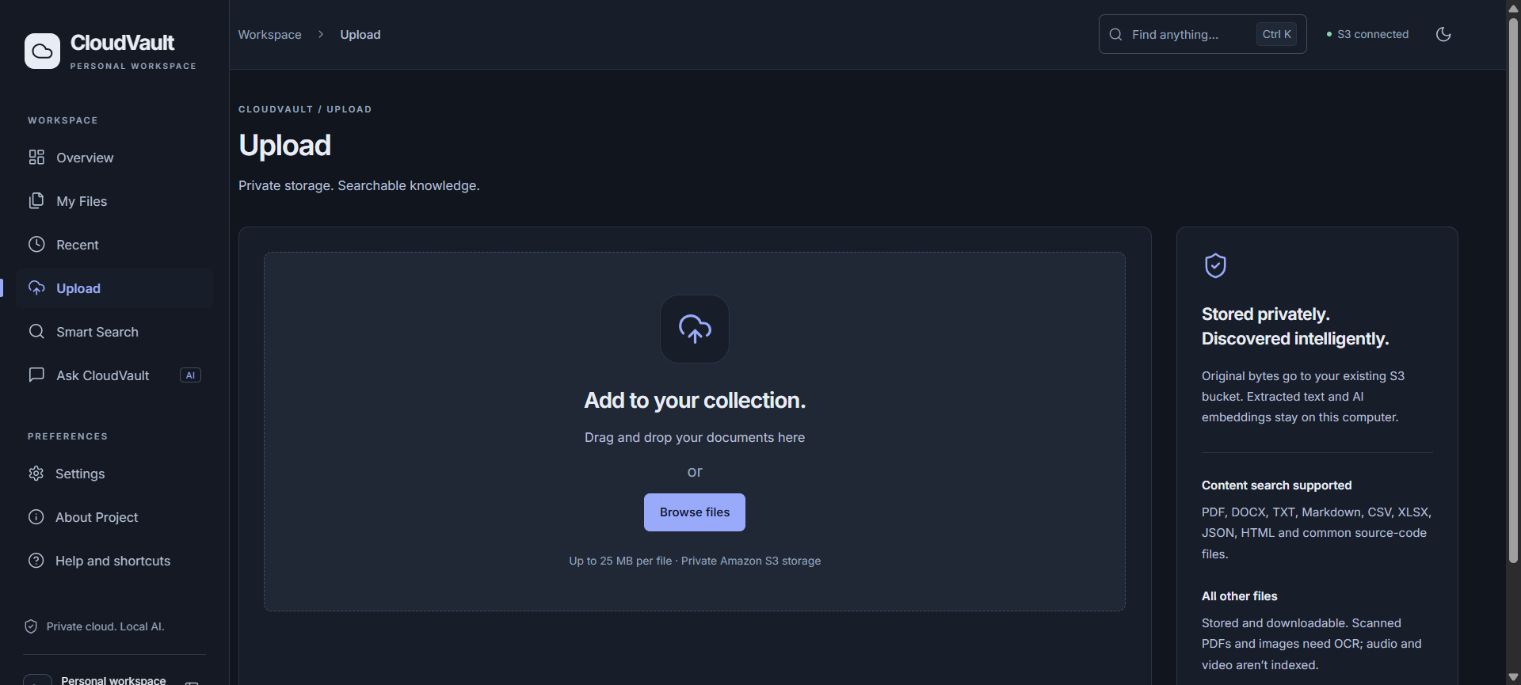 CloudVault
PERSONAL WORKSPACE
WORKSPACE
Overview
My Files
Recent
Upload
Smart Search
Ask CloudVault AI
PREFERENCES
Settings
About Project
Help and shortcuts
Private cloud. Local AI.
Personal workspace
Workspace > Upload
Find anything... Ctrl K
S3 connected
CLOUDVAULT / UPLOAD
Upload
Private storage. Searchable knowledge.
Add to your collection.
Drag and drop your documents here
or
Browse files
Up to 25 MB per file · Private Amazon S3 storage
Stored privately.
Discovered intelligently.
Original bytes go to your existing S3
bucket. Extracted text and AI
embeddings stay on this computer.
Content search supported
PDF, DOCX, TXT, Markdown, CSV, XLSX,
JSON, HTML and common source-code
files.
All other files
Stored and downloadable. Scanned
PDFs and images need OCR; audio and
video aren't indexed.